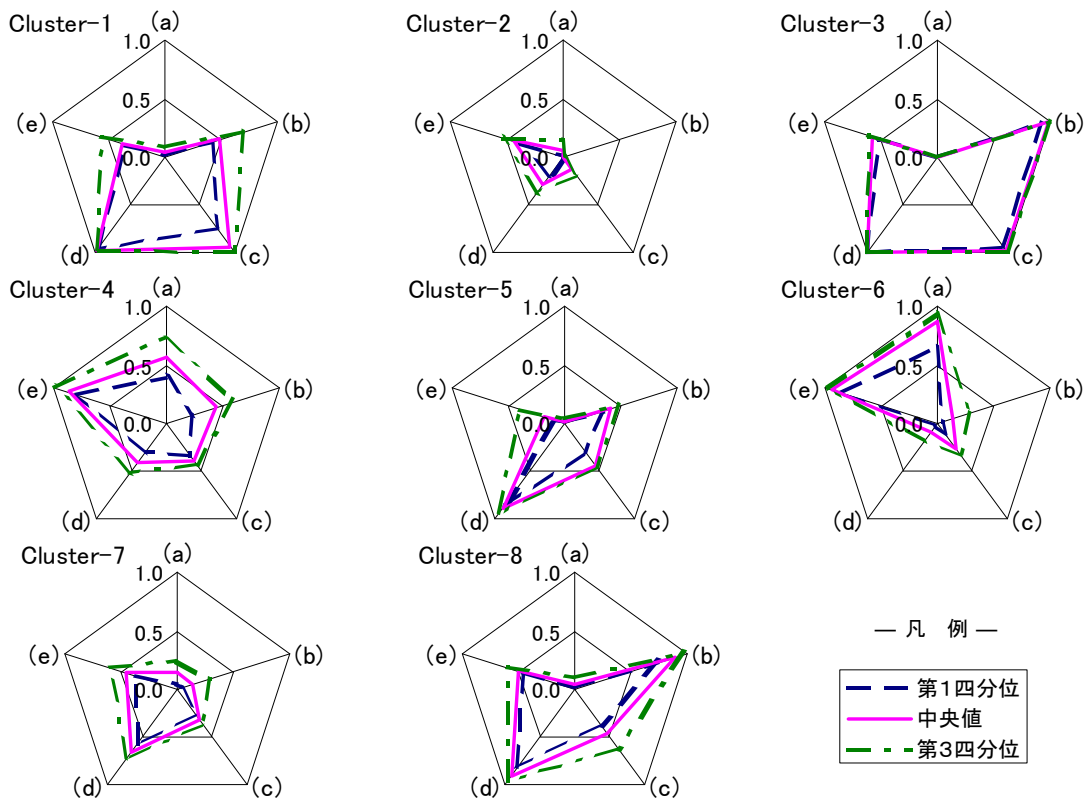 Cluster-1
(a)
1.0
0.5
0.0
(b)
(c)
(d)
(e)
Cluster-2
(a)
1.0
0.5
0.0
(b)
(c)
(d)
(e)
Cluster-3
(a)
1.0
0.5
0.0
(b)
(c)
(d)
(e)
Cluster-4
(a)
1.0
0.5
0.0
(b)
(c)
(d)
(e)
Cluster-5
(a)
1.0
0.5
0.0
(b)
(c)
(d)
(e)
Cluster-6
(a)
1.0
0.5
0.0
(b)
(c)
(d)
(e)
Cluster-7
(a)
1.0
0.5
0.0
(b)
(c)
(d)
(e)
Cluster-8
(a)
1.0
0.5
0.0
(b)
(c)
(d)
(e)
― 凡 例 ―
第1四分位
中央値
第3四分位